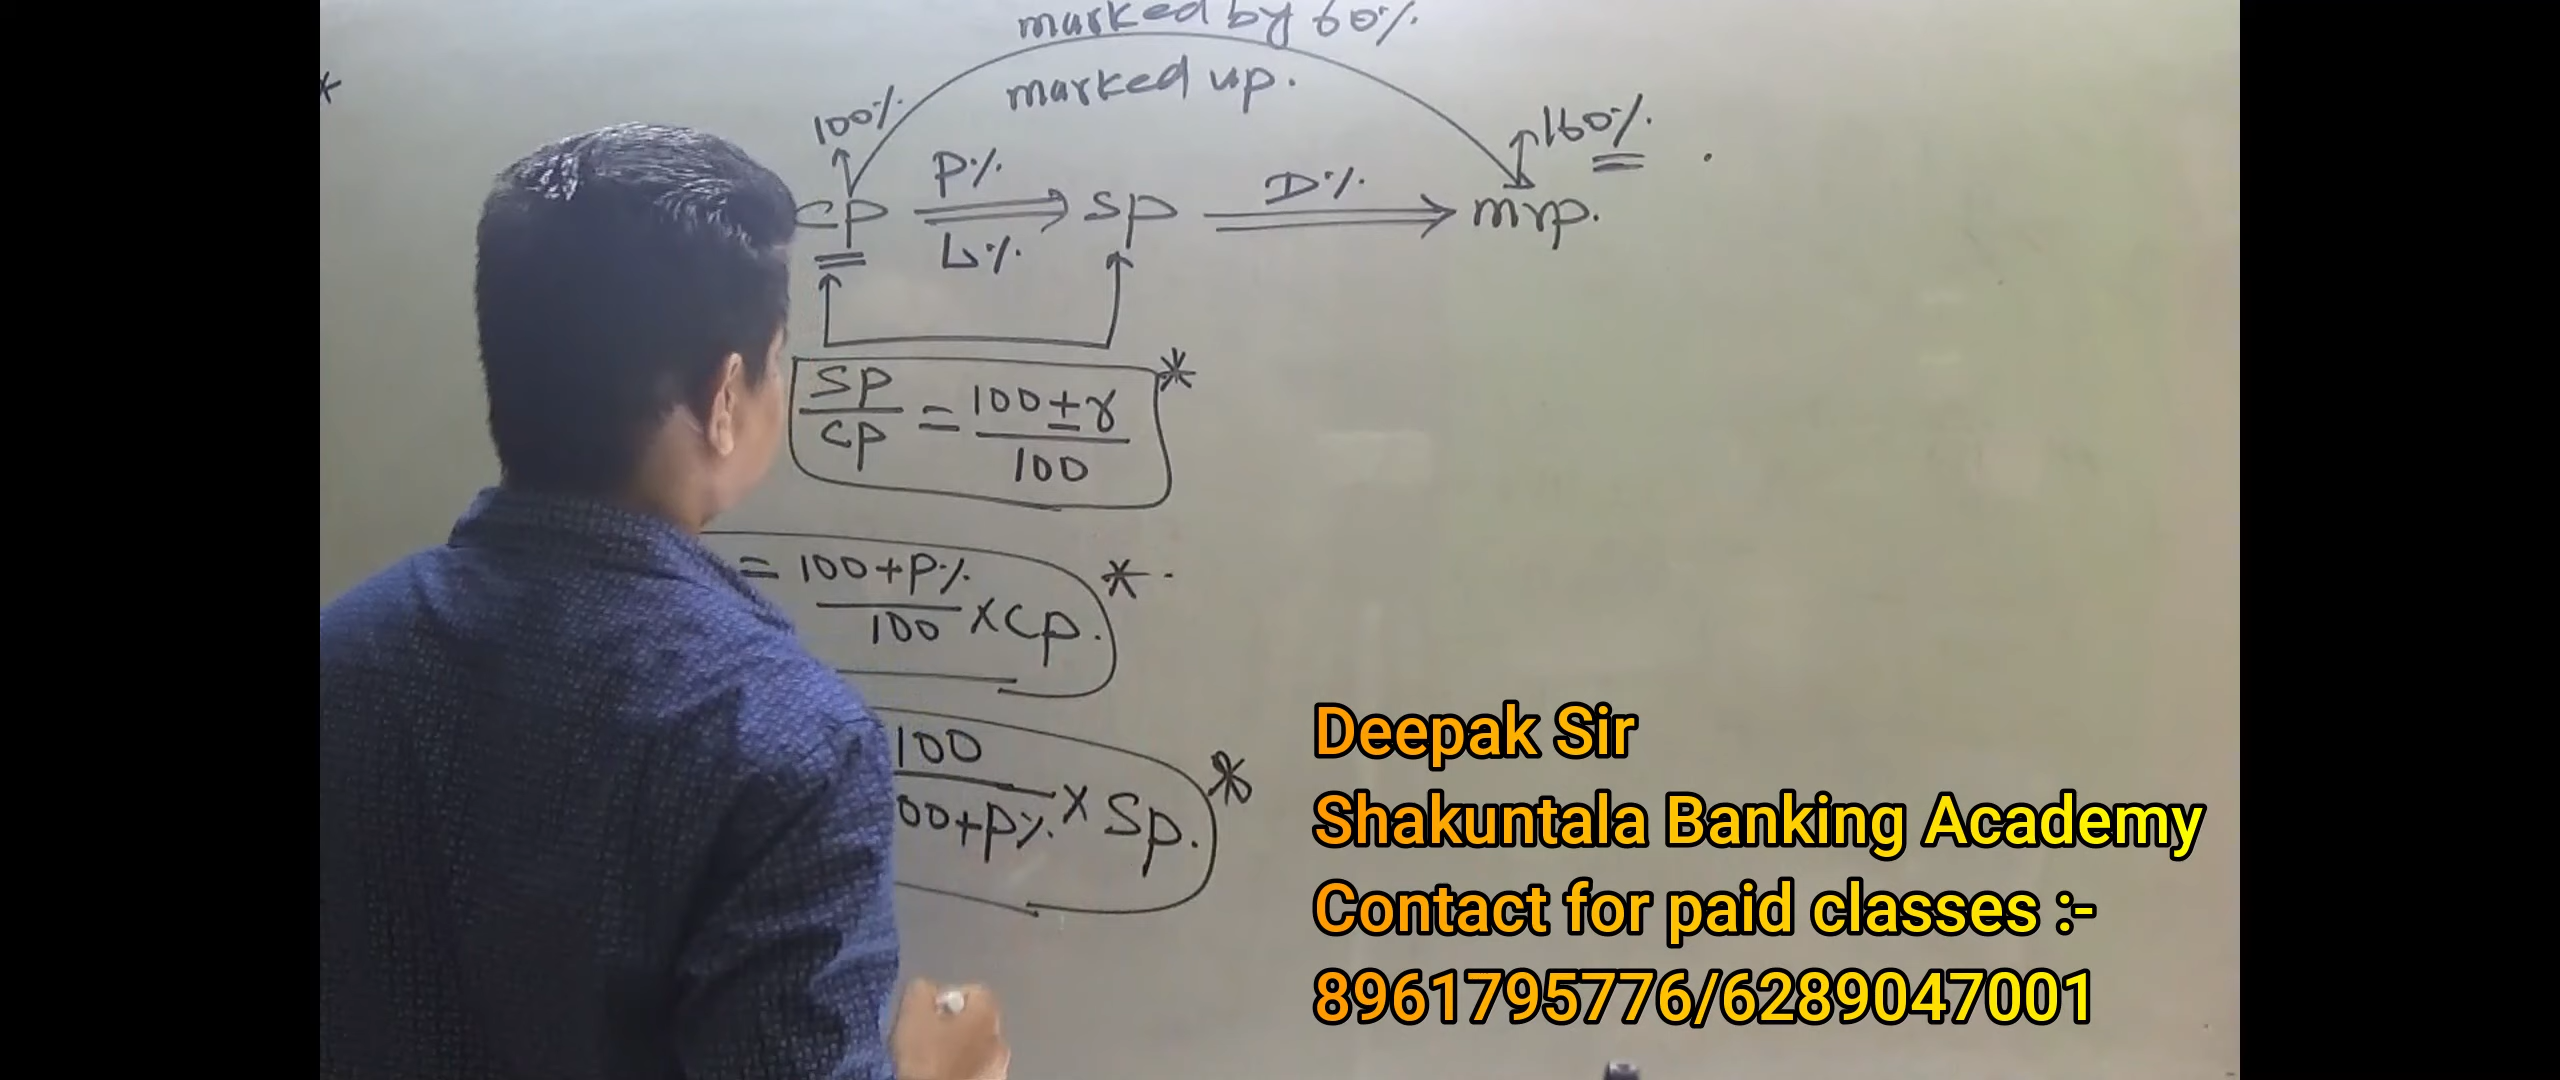 *
marked by 60%
marked up.
100%
160%
CP P% L% SP D% mrp.
SP/CP = 100±r/100 *
= 100+P%/100 × CP. *
100/00+P% × SP. *
Deepak Sir
Shakuntala Banking Academy
Contact for paid classes :-
8961795776/6289047001